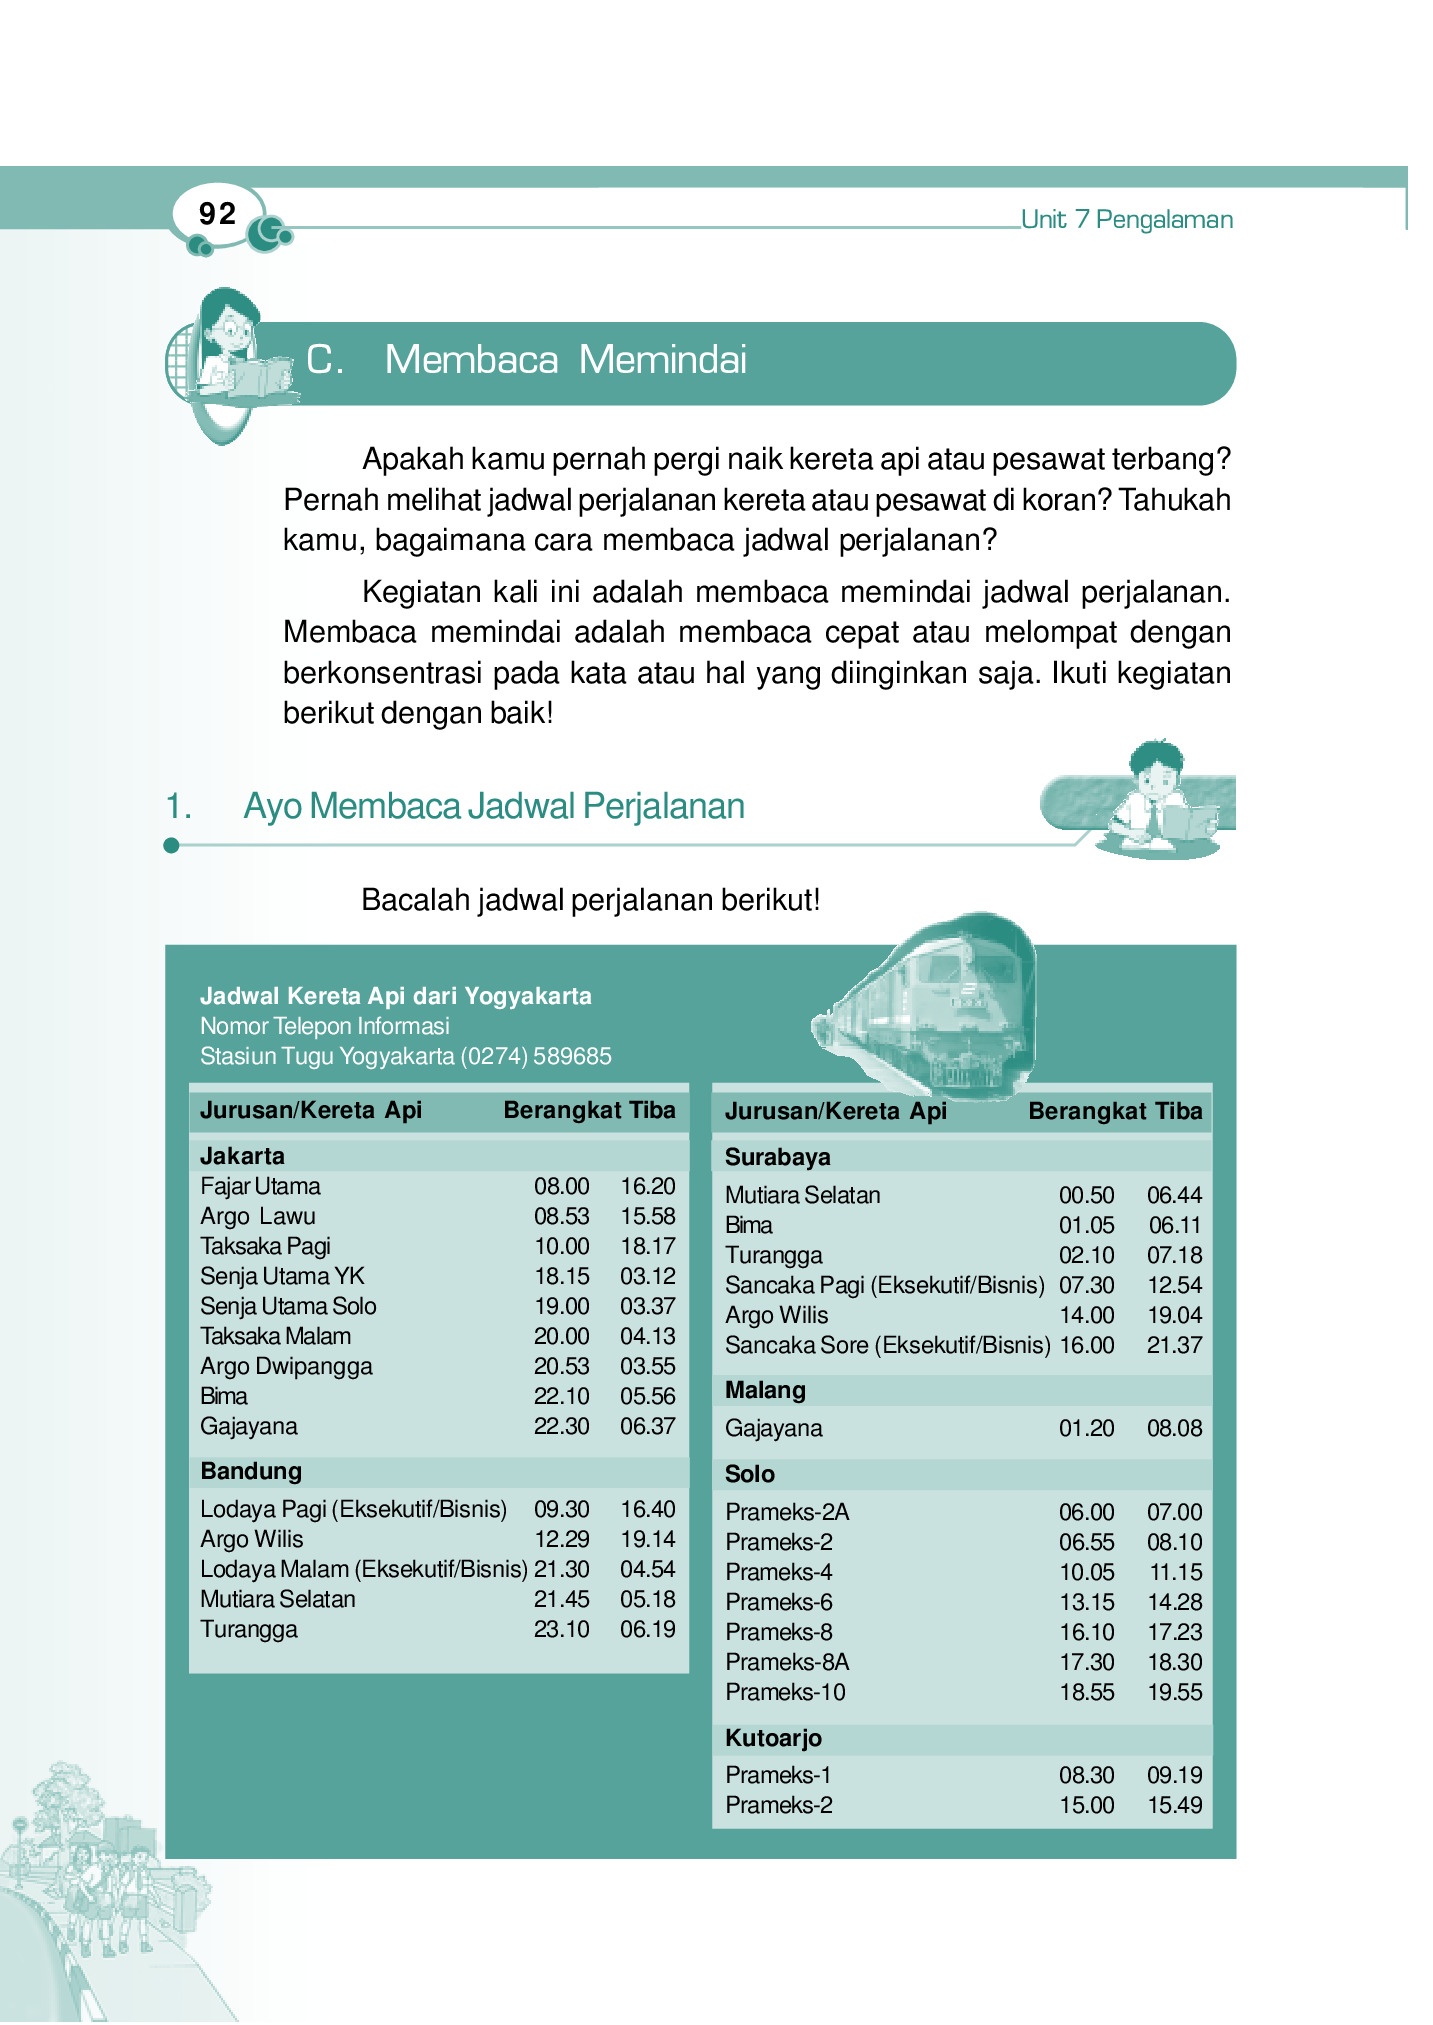 92
Unit 7 Pengalaman
C. Membaca Memindai
Apakah kamu pernah pergi naik kereta api atau pesawat terbang?
Pernah melihat jadwal perjalanan kereta atau pesawat di koran? Tahukah
kamu, bagaimana cara membaca jadwal perjalanan?
Kegiatan kali ini adalah membaca memindai jadwal perjalanan.
Membaca memindai adalah membaca cepat atau melompat dengan
berkonsentrasi pada kata atau hal yang diinginkan saja. Ikuti kegiatan
berikut dengan baik!
1. Ayo Membaca Jadwal Perjalanan
Bacalah jadwal perjalanan berikut!
Jadwal Kereta Api dari Yogyakarta
Nomor Telepon Informasi
Stasiun Tugu Yogyakarta (0274) 589685
Jurusan/Kereta Api Berangkat Tiba
Jakarta
Fajar Utama 08.00 16.20
Argo Lawu 08.53 15.58
Taksaka Pagi 10.00 18.17
Senja Utama YK 18.15 03.12
Senja Utama Solo 19.00 03.37
Taksaka Malam 20.00 04.13
Argo Dwipangga 20.53 03.55
Bima 22.10 05.56
Gajayana 22.30 06.37
Bandung
Lodaya Pagi (Eksekutif/Bisnis) 09.30 16.40
Argo Wilis 12.29 19.14
Lodaya Malam (Eksekutif/Bisnis) 21.30 04.54
Mutiara Selatan 21.45 05.18
Turangga 23.10 06.19
Jurusan/Kereta Api Berangkat Tiba
Surabaya
Mutiara Selatan 00.50 06.44
Bima 01.05 06.11
Turangga 02.10 07.18
Sancaka Pagi (Eksekutif/Bisnis) 07.30 12.54
Argo Wilis 14.00 19.04
Sancaka Sore (Eksekutif/Bisnis) 16.00 21.37
Malang
Gajayana 01.20 08.08
Solo
Prameks-2A 06.00 07.00
Prameks-2 06.55 08.10
Prameks-4 10.05 11.15
Prameks-6 13.15 14.28
Prameks-8 16.10 17.23
Prameks-8A 17.30 18.30
Prameks-10 18.55 19.55
Kutoarjo
Prameks-1 08.30 09.19
Prameks-2 15.00 15.49